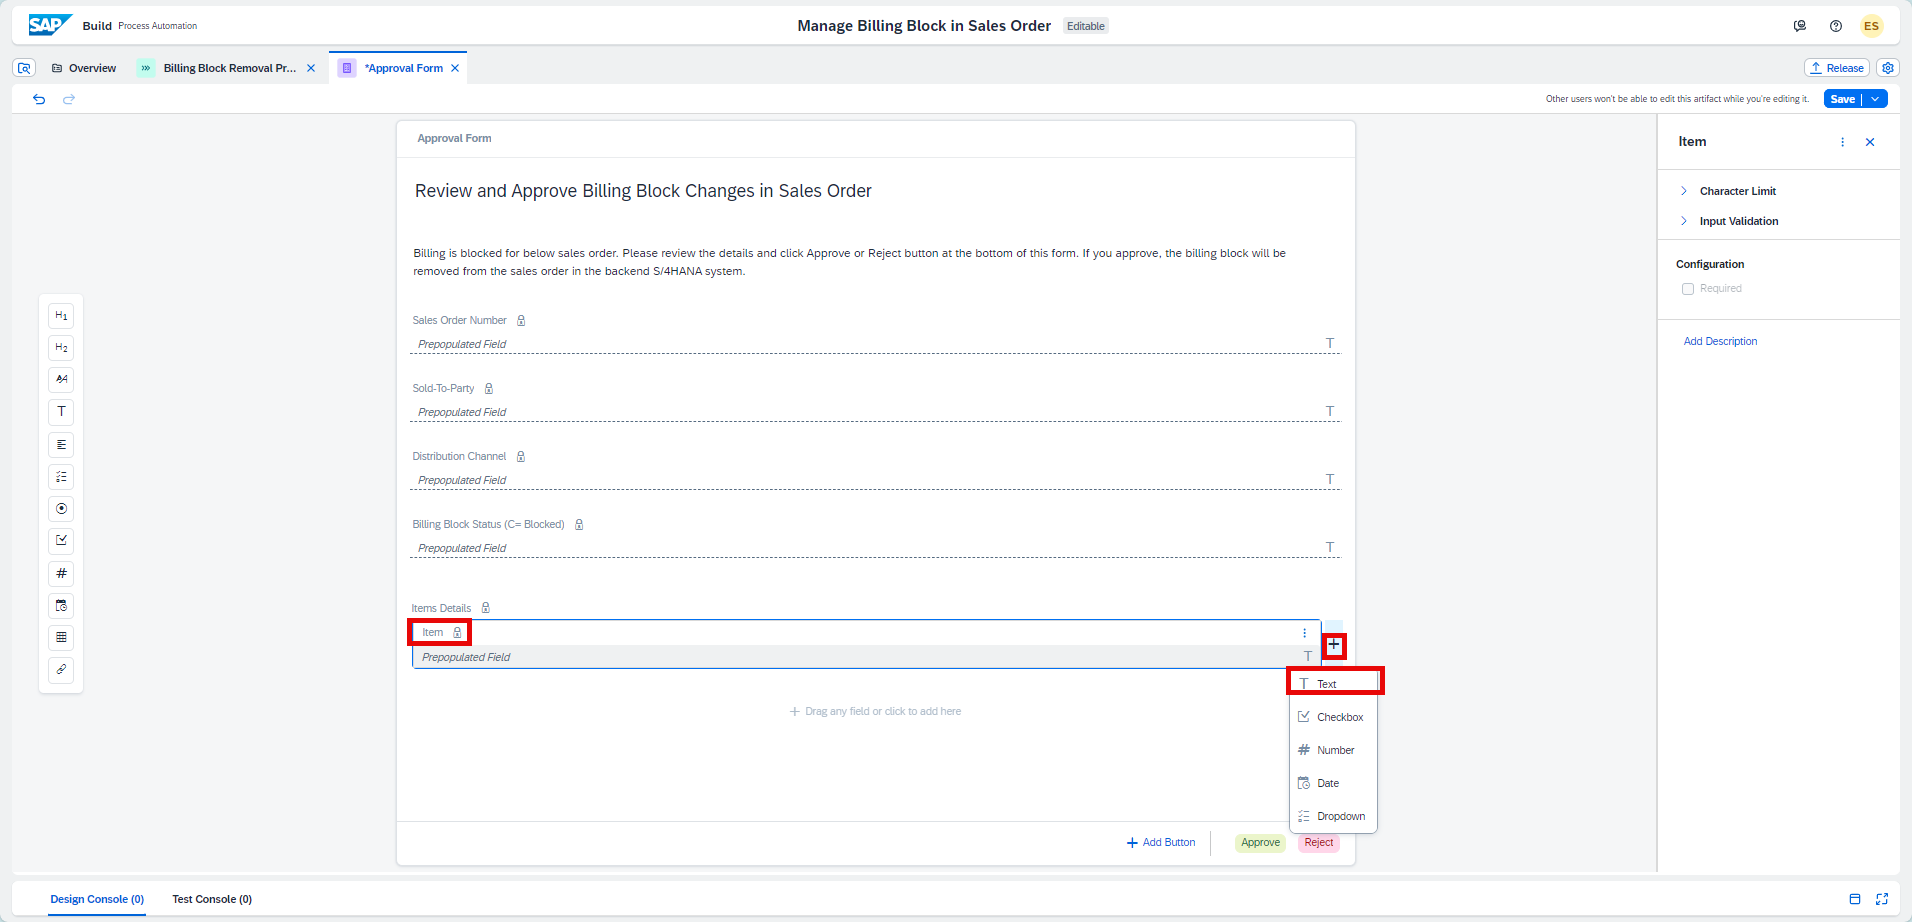 SAP Build Process Automation
Manage Billing Block in Sales Order Editable
ES
Overview
Billing Block Removal Pr...
*Approval Form
Release
Other users won't be able to edit this artifact while you're editing it.
Save
Approval Form
Review and Approve Billing Block Changes in Sales Order
Billing is blocked for below sales order. Please review the details and click Approve or Reject button at the bottom of this form. If you approve, the billing block will be
removed from the sales order in the backend S/4HANA system.
H1
H2
Sales Order Number
Prepopulated Field T
Sold-To-Party
Prepopulated Field T
Distribution Channel
Prepopulated Field T
Billing Block Status (C= Blocked)
Prepopulated Field T
Items Details
Item
Prepopulated Field T
+ Drag any field or click to add here
T Text
Checkbox
# Number
Date
Dropdown
+ Add Button
Approve
Reject
Item
Character Limit
Input Validation
Configuration
Required
Add Description
Design Console (0)
Test Console (0)